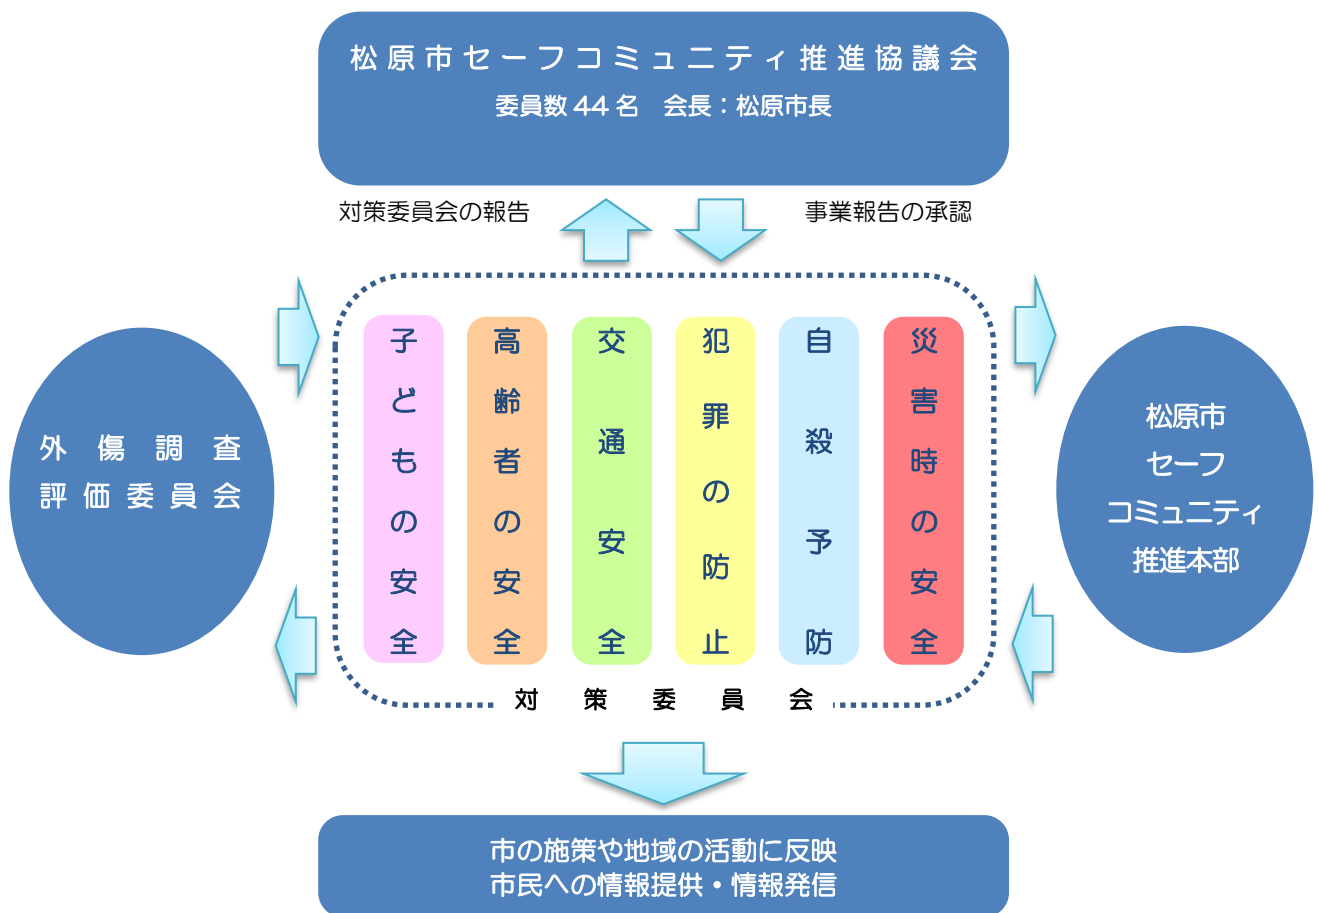 松原市セーフコミュニティ推進協議会
委員数44名　会長：松原市長
対策委員会の報告
事業報告の承認
外傷調査
評価委員会
子どもの安全
高齢者の安全
交通安全
犯罪の防止
自殺予防
災害時の安全
対策委員会
松原市
セーフ
コミュニティ
推進本部
市の施策や地域の活動に反映
市民への情報提供・情報発信